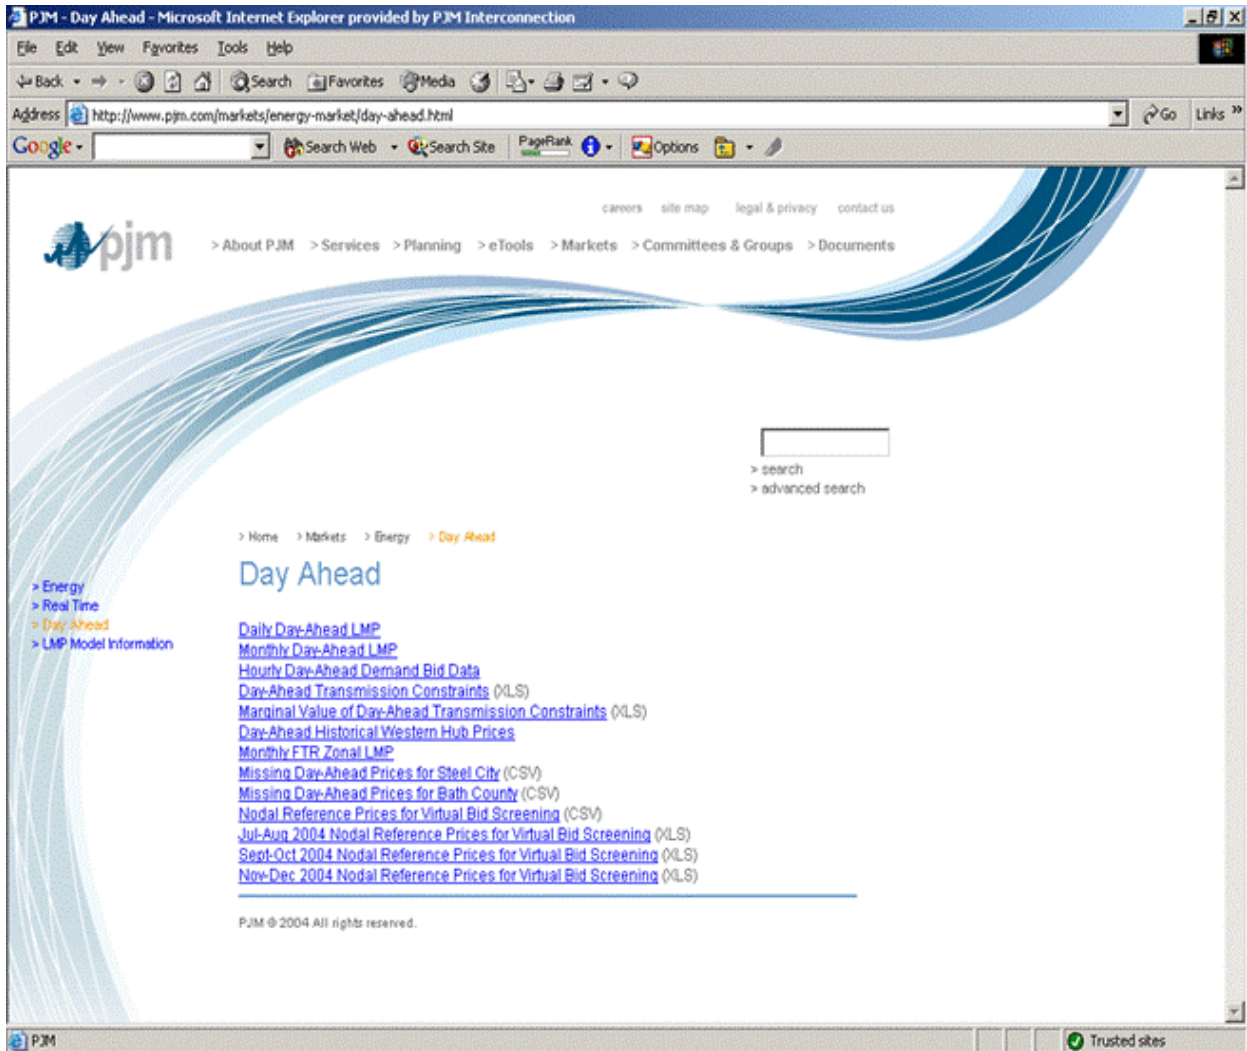 PJM - Day Ahead - Microsoft Internet Explorer provided by PJM Interconnection
File Edit View Favorites Tools Help
Back Search Favorites Media
Address http://www.pjm.com/markets/energy-market/day-ahead.html Go Links »
Google Search Web Search Site PageRank Options
careers site map legal & privacy contact us
pjm
> About PJM > Services > Planning > eTools > Markets > Committees & Groups > Documents
> search
> advanced search
> Home > Markets > Energy > Day Ahead
Day Ahead
> Energy
> Real Time
> Day Ahead
> LMP Model Information
Daily Day-Ahead LMP
Monthly Day-Ahead LMP
Hourly Day-Ahead Demand Bid Data
Day-Ahead Transmission Constraints (XLS)
Marginal Value of Day-Ahead Transmission Constraints (XLS)
Day-Ahead Historical Western Hub Prices
Monthly FTR Zonal LMP
Missing Day-Ahead Prices for Steel City (CSV)
Missing Day-Ahead Prices for Bath County (CSV)
Nodal Reference Prices for Virtual Bid Screening (CSV)
Jul-Aug 2004 Nodal Reference Prices for Virtual Bid Screening (XLS)
Sept-Oct 2004 Nodal Reference Prices for Virtual Bid Screening (XLS)
Nov-Dec 2004 Nodal Reference Prices for Virtual Bid Screening (XLS)
PJM © 2004 All rights reserved.
PJM Trusted sites